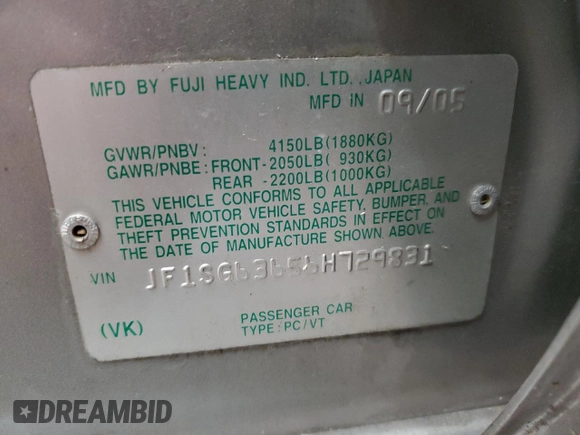 MFD BY FUJI HEAVY IND. LTD. JAPAN
MFD IN 09/05
GVWR/PNBV: 4150LB(1880KG)
GAWR/PNBE: FRONT-2050LB( 930KG)
REAR -2200LB(1000KG)
THIS VEHICLE CONFORMS TO ALL APPLICABLE
FEDERAL MOTOR VEHICLE SAFETY, BUMPER, AND
THEFT PREVENTION STANDARDS IN EFFECT ON
THE DATE OF MANUFACTURE SHOWN ABOVE.
VIN JF1SG63656H729831
(VK) PASSENGER CAR
TYPE: PC/VT
DREAMBID